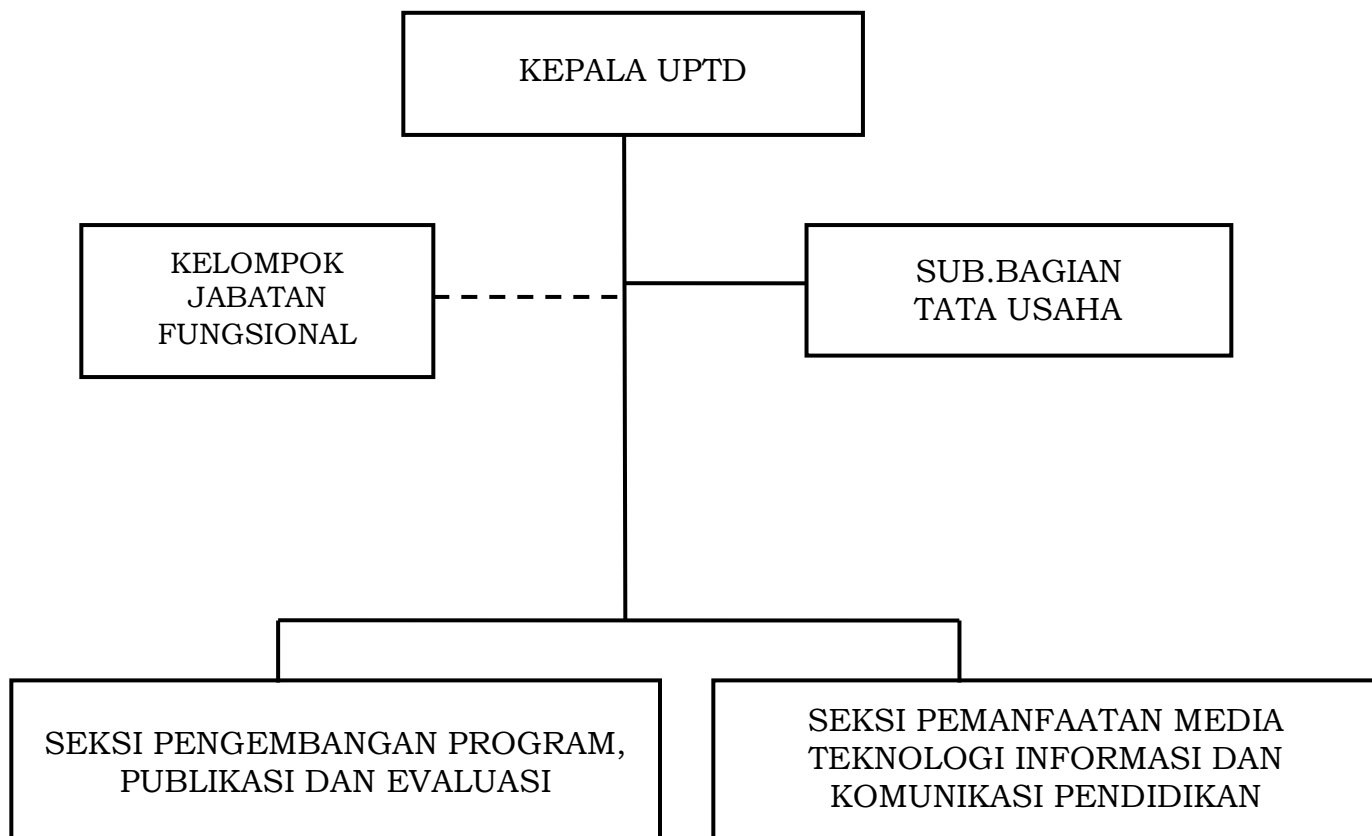 KEPALA UPTD
KELOMPOK
JABATAN
FUNGSIONAL
SUB.BAGIAN
TATA USAHA
SEKSI PENGEMBANGAN PROGRAM,
PUBLIKASI DAN EVALUASI
SEKSI PEMANFAATAN MEDIA
TEKNOLOGI INFORMASI DAN
KOMUNIKASI PENDIDIKAN